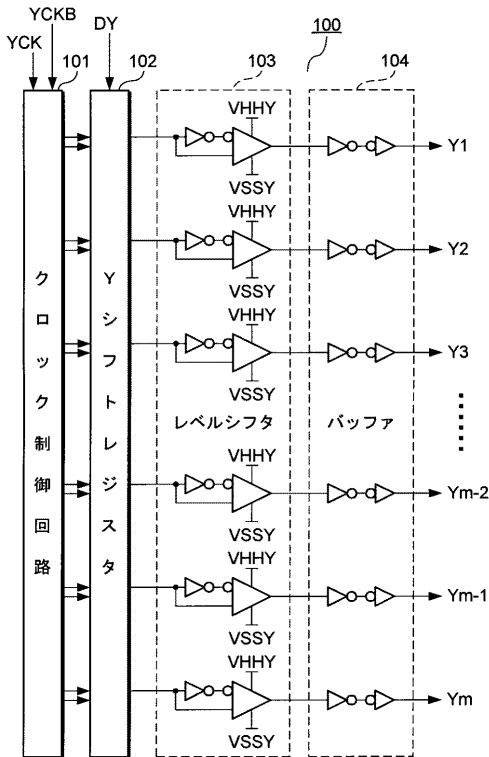 YCKB
YCK
DY
100
101
102
103
104
VHHY
VSSY
Y1
VHHY
VSSY
Y2
VHHY
VSSY
Y3
クロック制御回路
Yシフトレジスタ
レベルシフタ
バッファ
VHHY
VSSY
Ym-2
VHHY
VSSY
Ym-1
VHHY
VSSY
Ym